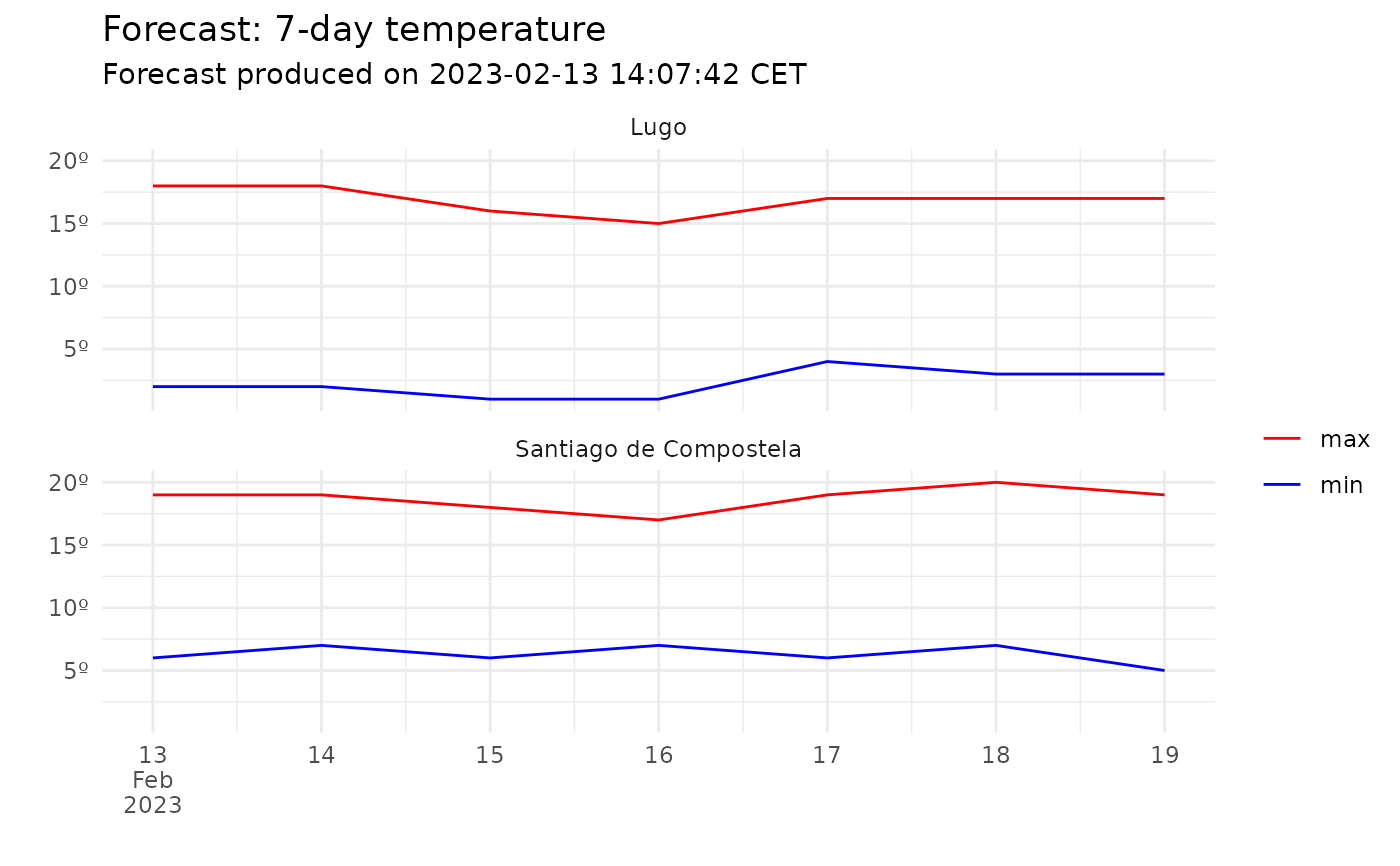 Forecast: 7-day temperature
Forecast produced on 2023-02-13 14:07:42 CET
Lugo
20º
15º
10º
5º
max
min
Santiago de Compostela
20º
15º
10º
5º
13 14 15 16 17 18 19
Feb
2023